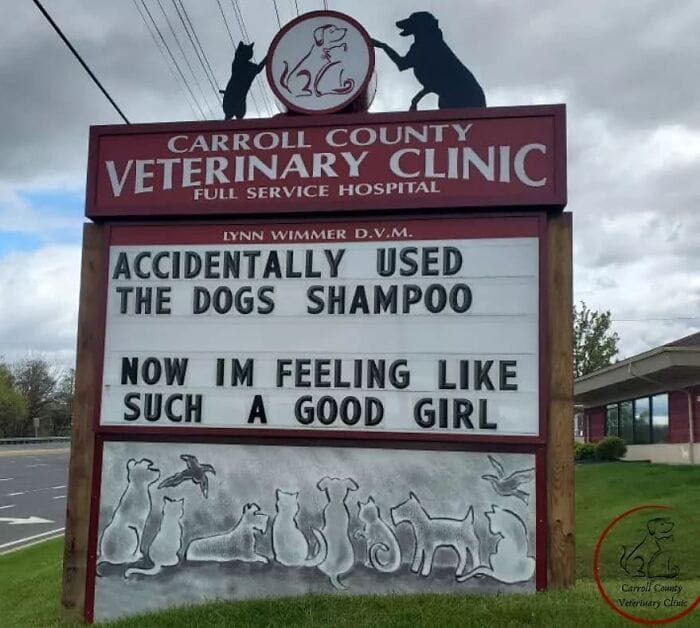 CARROLL COUNTY
VETERINARY CLINIC
FULL SERVICE HOSPITAL
LYNN WIMMER D.V.M.
ACCIDENTALLY USED
THE DOGS SHAMPOO
NOW IM FEELING LIKE
SUCH A GOOD GIRL
Carroll County
Veterinary Clinic